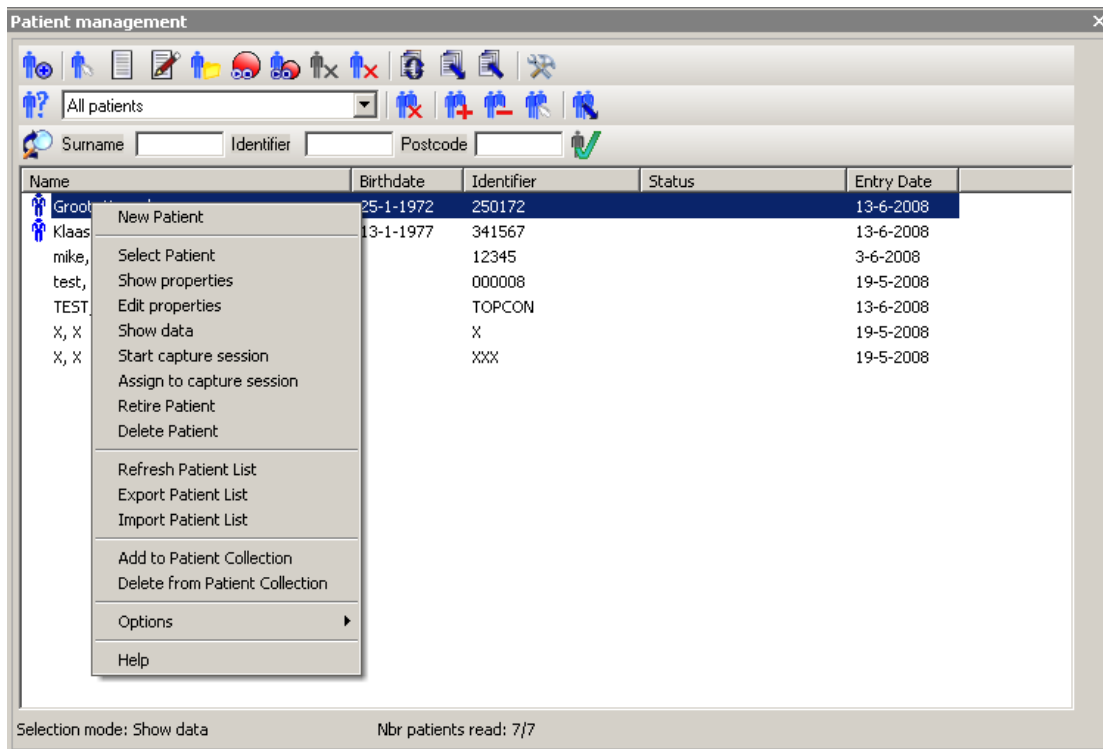 Patient management
All patients
Surname Identifier Postcode
Name Birthdate Identifier Status Entry Date
25-1-1972 250172 13-6-2008
Klaas 13-1-1977 341567 13-6-2008
mike, 12345 3-6-2008
test, 000008 19-5-2008
TEST_ TOPCON 13-6-2008
X, X X 19-5-2008
X, X XXX 19-5-2008
New Patient
Select Patient
Show properties
Edit properties
Show data
Start capture session
Assign to capture session
Retire Patient
Delete Patient
Refresh Patient List
Export Patient List
Import Patient List
Add to Patient Collection
Delete from Patient Collection
Options
Help
Selection mode: Show data Nbr patients read: 7/7